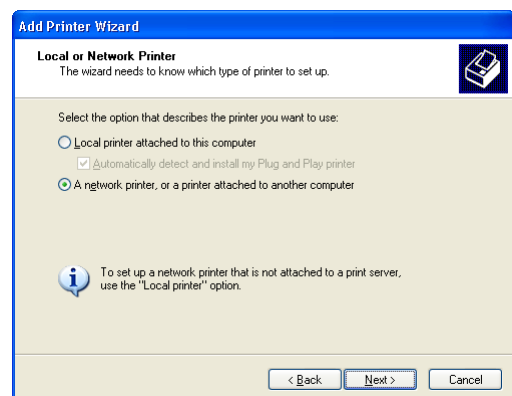 Add Printer Wizard
Local or Network Printer
The wizard needs to know which type of printer to set up.
Select the option that describes the printer you want to use:
Local printer attached to this computer
Automatically detect and install my Plug and Play printer
A network printer, or a printer attached to another computer
To set up a network printer that is not attached to a print server,
use the "Local printer" option.
< Back Next > Cancel